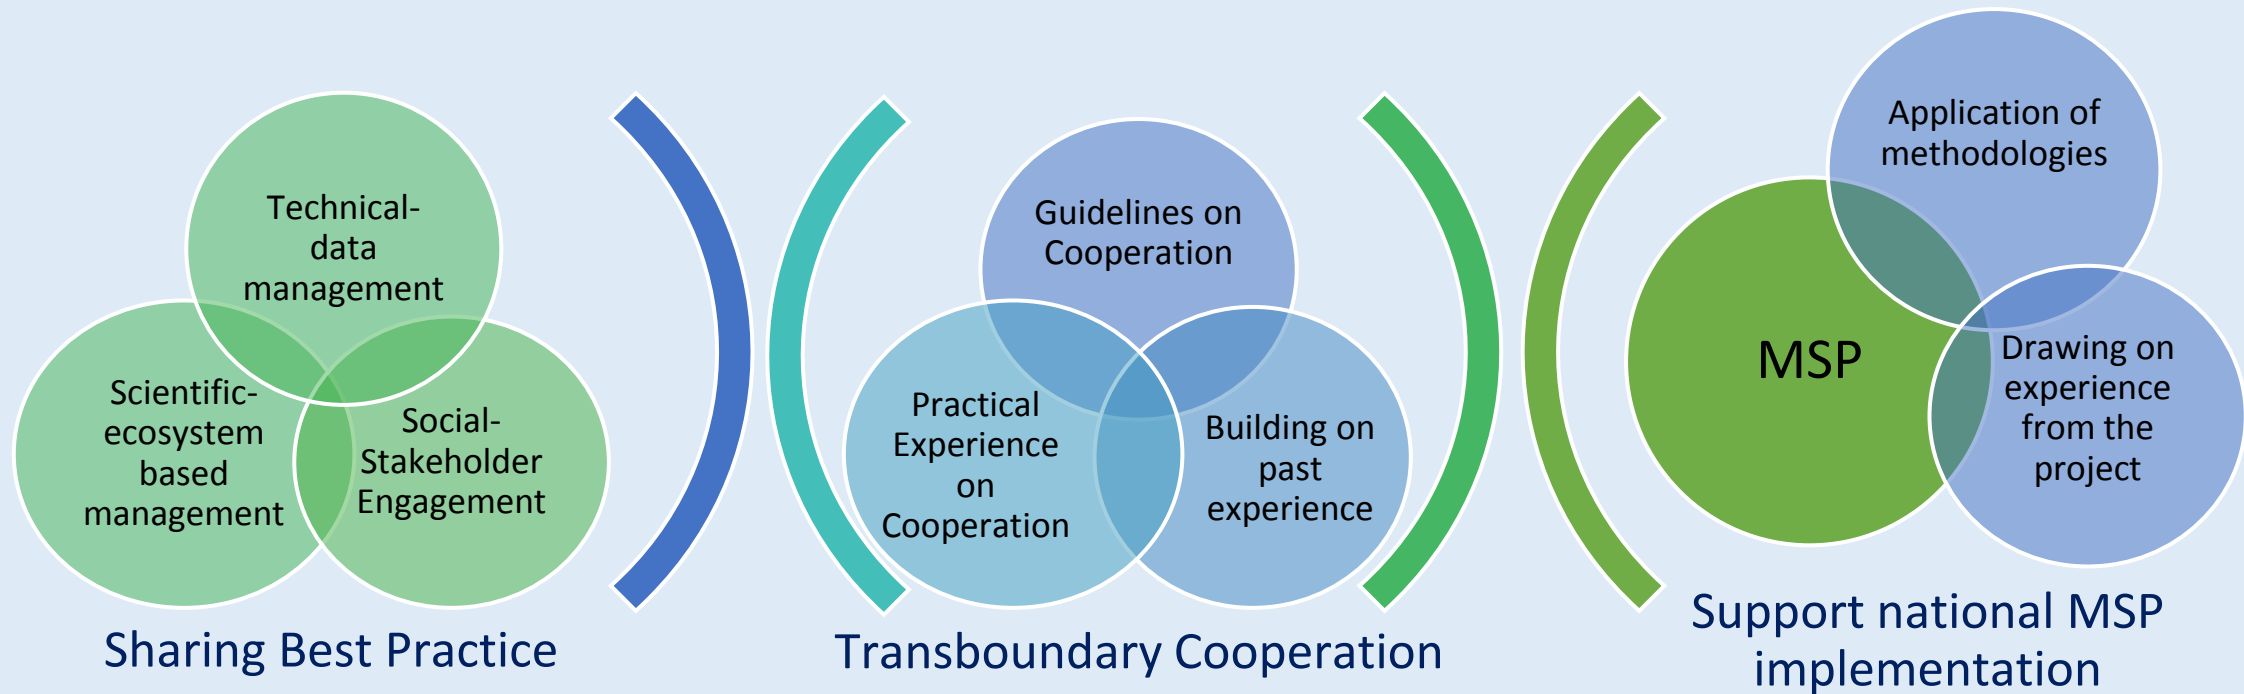 Technical-
data
management
Scientific-
ecosystem
based
management
Social-
Stakeholder
Engagement
Sharing Best Practice
Guidelines on
Cooperation
Practical
Experience
on
Cooperation
Building on
past
experience
Transboundary Cooperation
Application of
methodologies
MSP
Drawing on
experience
from the
project
Support national MSP
implementation